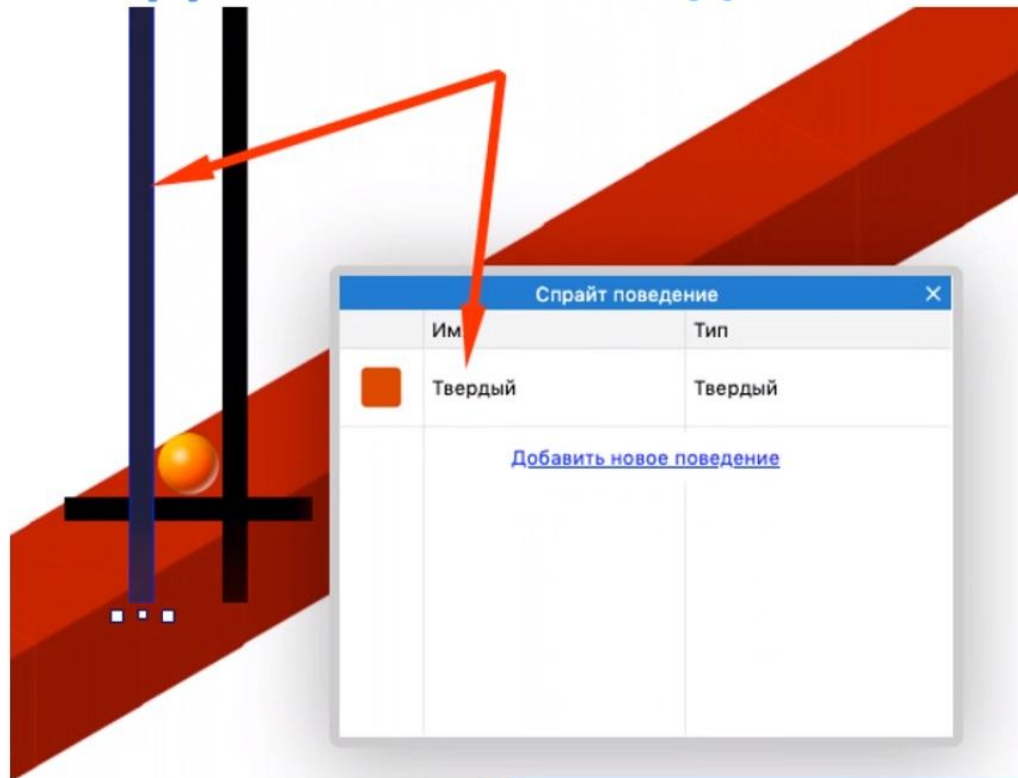 Спрайт поведение
Им
Тип
Твердый
Твердый
Добавить новое поведение